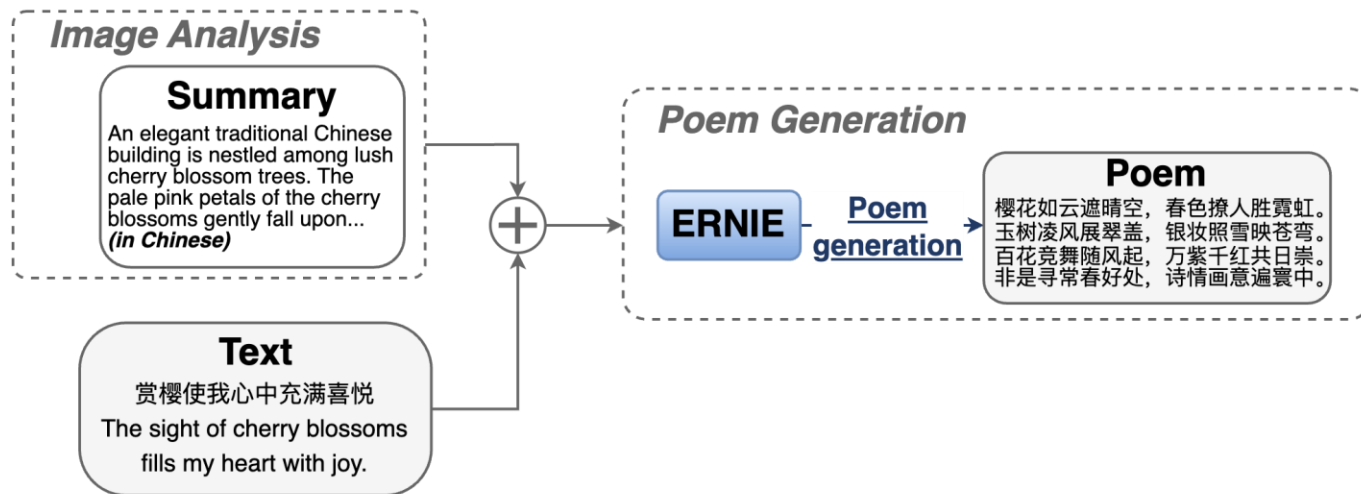 Image Analysis
Summary
An elegant traditional Chinese
building is nestled among lush
cherry blossom trees. The
pale pink petals of the cherry
blossoms gently fall upon...
(in Chinese)
Text
赏樱使我心中充满喜悦
The sight of cherry blossoms
fills my heart with joy.
Poem Generation
ERNIE
Poem
generation
Poem
樱花如云遮晴空，春色撩人胜霓虹。
玉树凌风展翠盖，银妆照雪映苍弯。
百花竞舞随风起，万紫千红共日崇。
非是寻常春好处，诗情画意遍寰中。